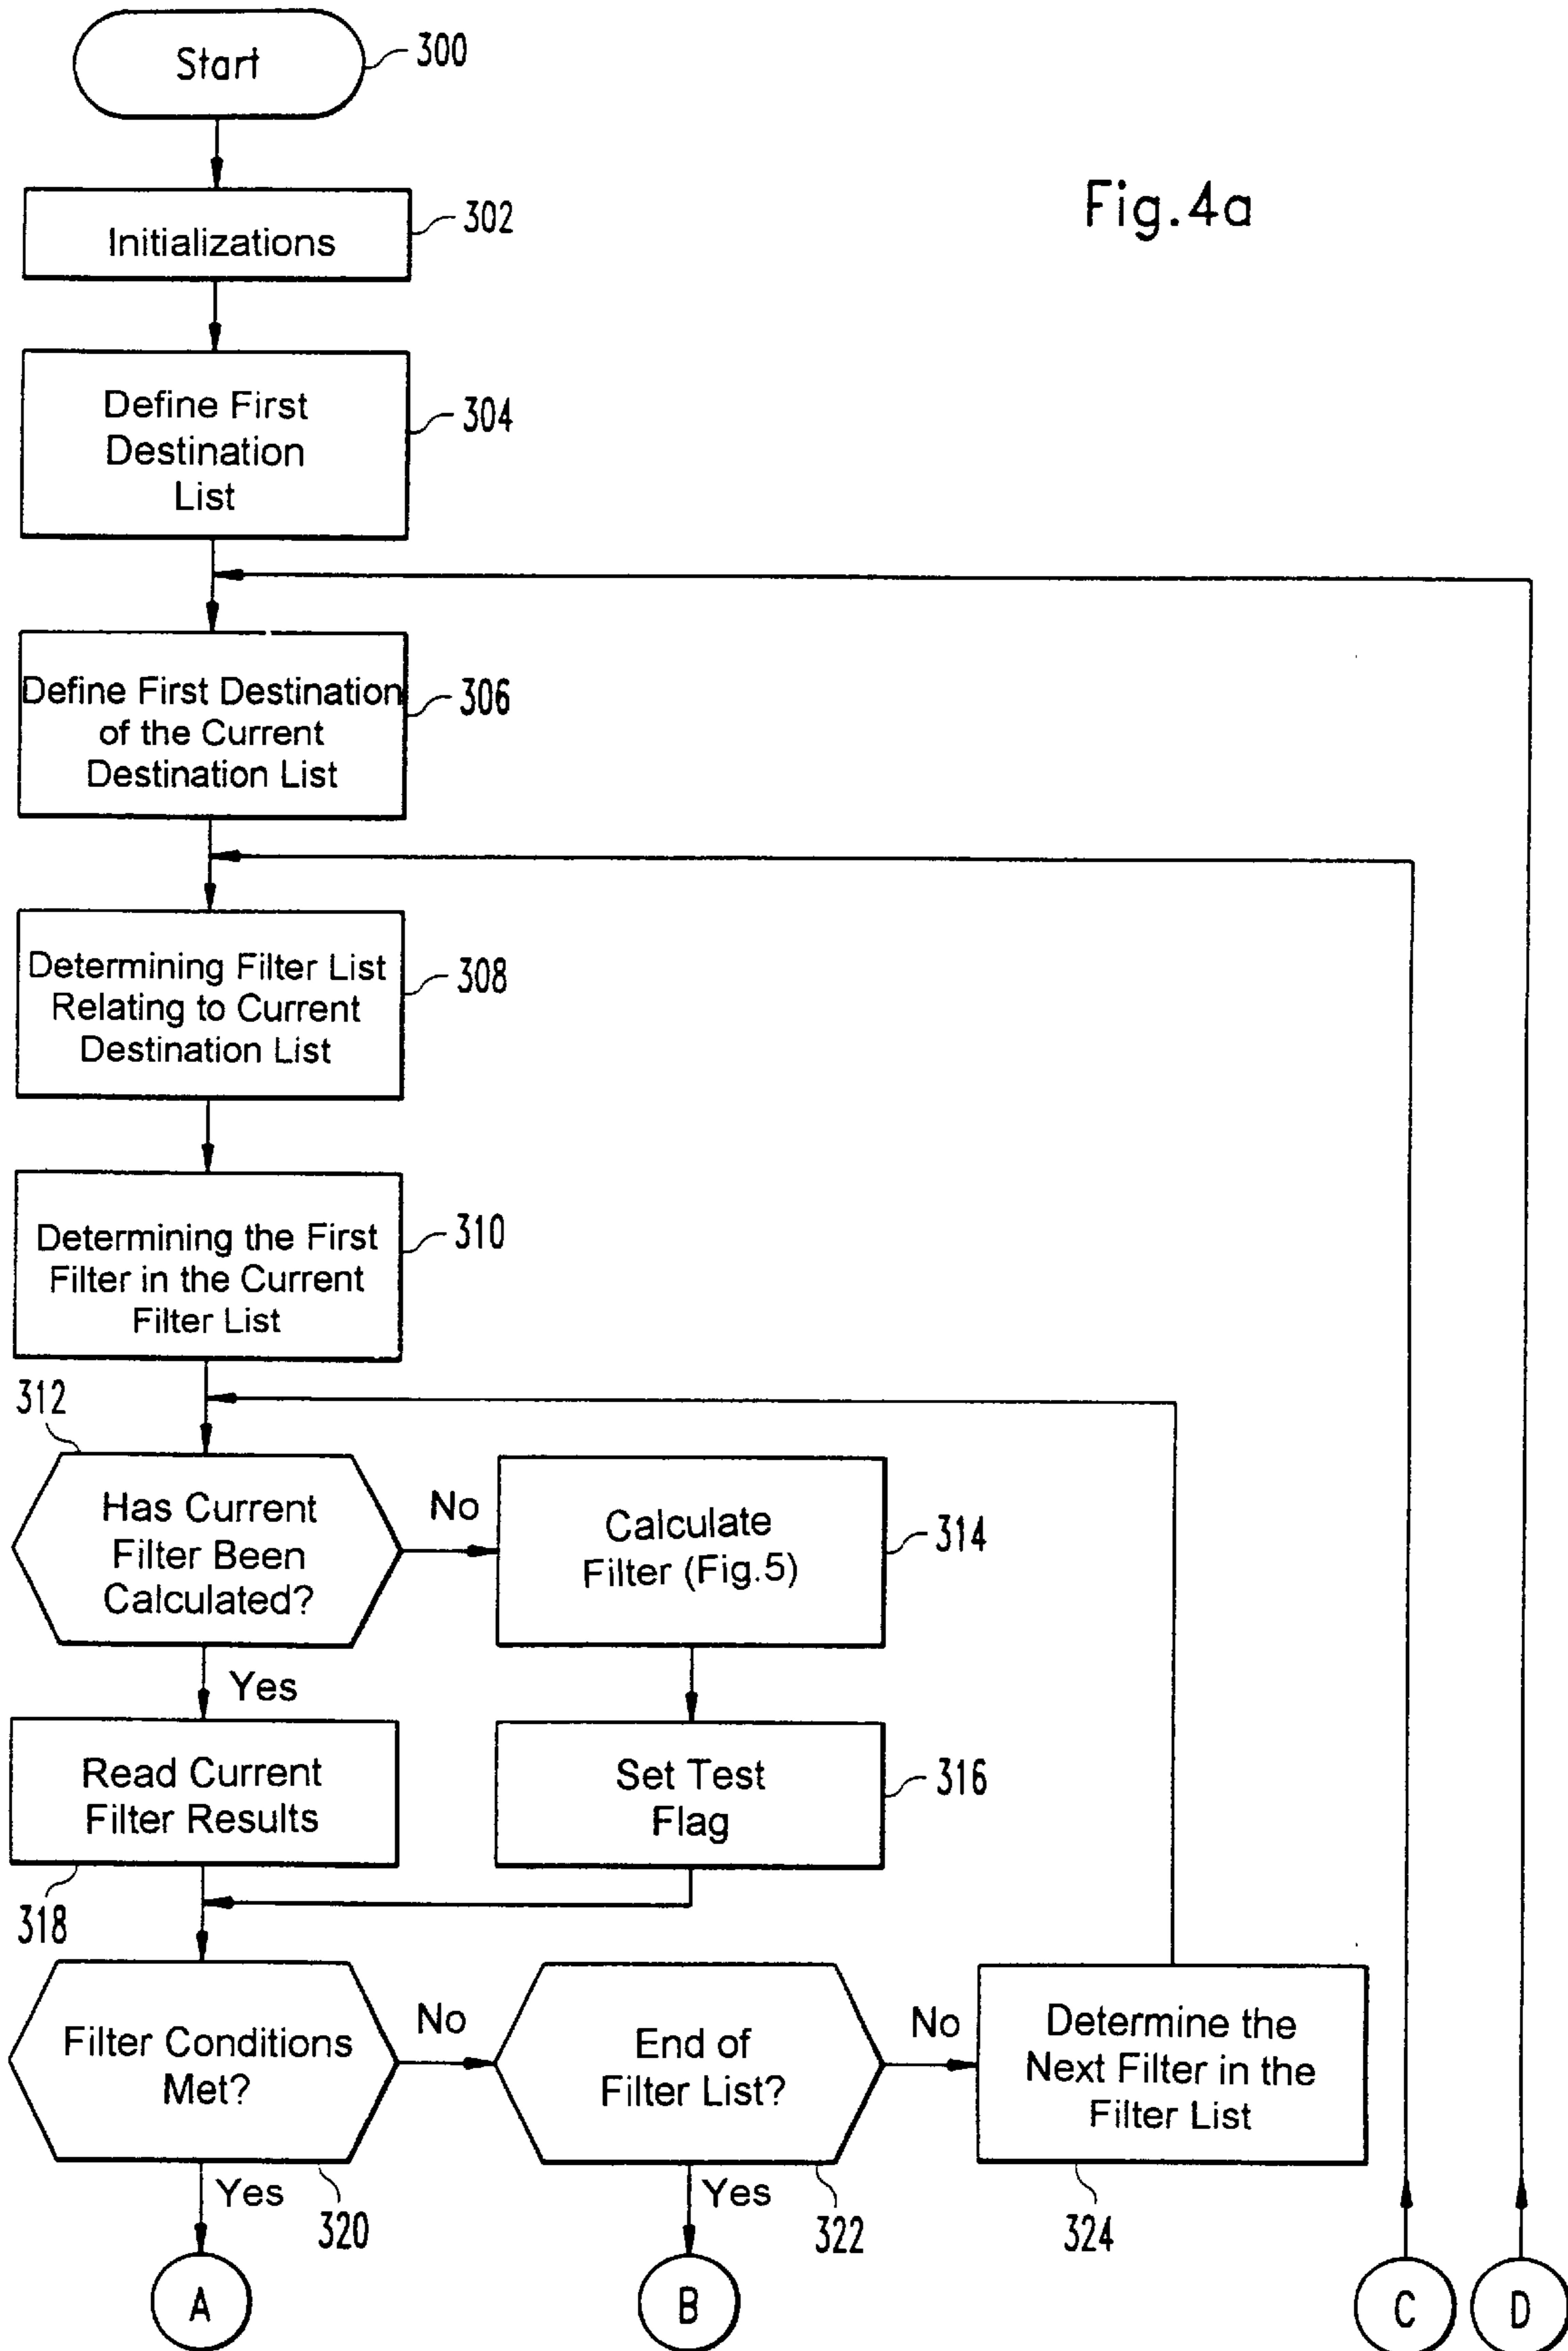 Start
300
Fig.4a
Initializations
302
Define First
Destination
List
304
Define First Destination
of the Current
Destination List
306
Determining Filter List
Relating to Current
Destination List
308
Determining the First
Filter in the Current
Filter List
310
312
Has Current
Filter Been
Calculated?
No
Calculate
Filter (Fig.5)
314
Yes
Read Current
Filter Results
318
Set Test
Flag
316
Filter Conditions
Met?
No
End of
Filter List?
No
Determine the
Next Filter in the
Filter List
Yes
320
Yes
322
324
A
B
C
D